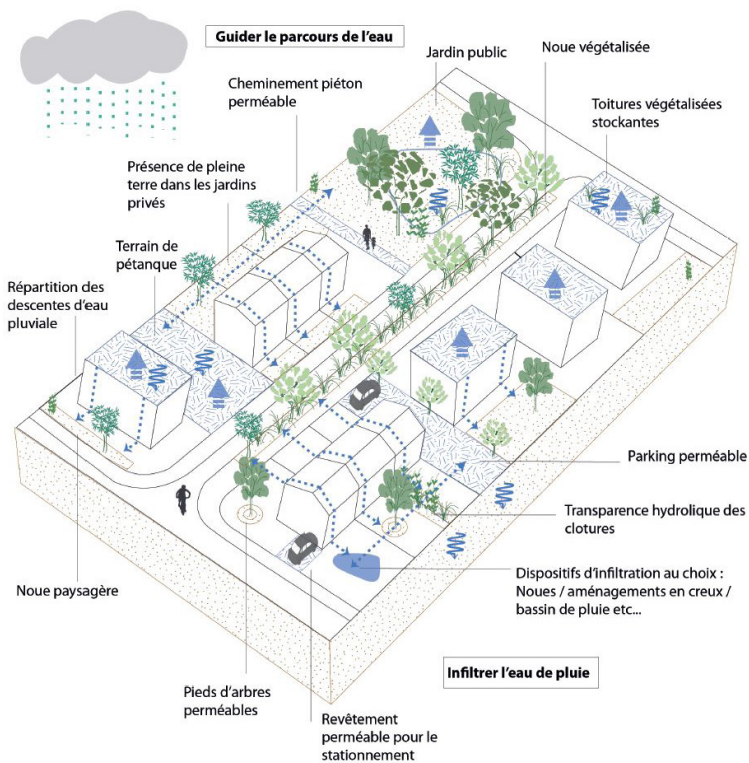 Guider le parcours de l'eau
Jardin public
Noue végétalisée
Cheminement piéton
perméable
Toitures végétalisées
stockantes
Présence de pleine
terre dans les jardins
privés
Terrain de
pétanque
Répartition des
descentes d'eau
pluviale
Parking perméable
Transparence hydrolique des
clotures
Noue paysagère
Dispositifs d'infiltration au choix :
Noues / aménagements en creux /
bassin de pluie etc...
Infiltrer l'eau de pluie
Pieds d'arbres
perméables
Revêtement
perméable pour le
stationnement